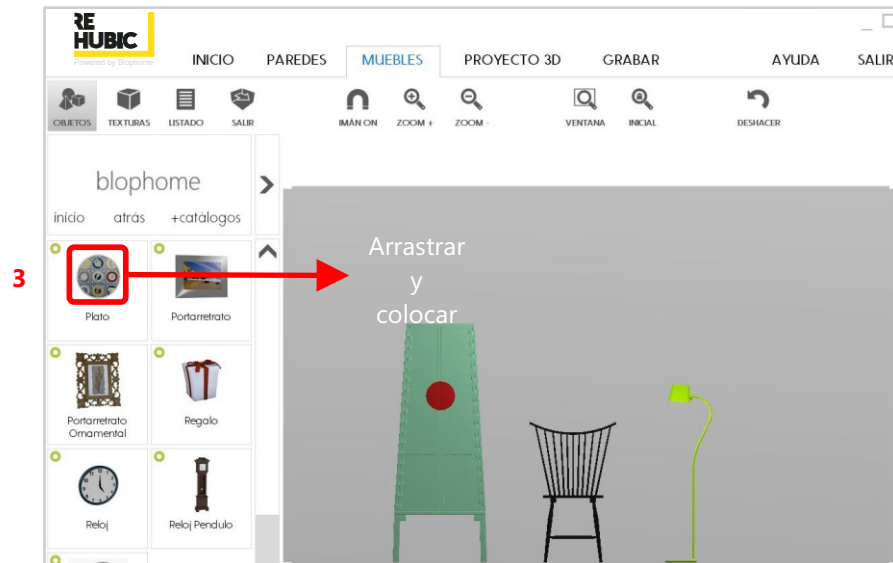 RE
HUBIC
Powered by Blophome
INICIO PAREDES MUEBLES PROYECTO 3D GRABAR AYUDA SALIR
OBJETOS TEXTURAS LISTADO SALIR IMÁN ON ZOOM + ZOOM - VENTANA INICIAL DESHACER
blophome
inicio atrás +catálogos
3
Arrastrar
y
colocar
Plato Portarretrato
Portarretrato
Ornamental
Regalo
Reloj Reloj Pendulo